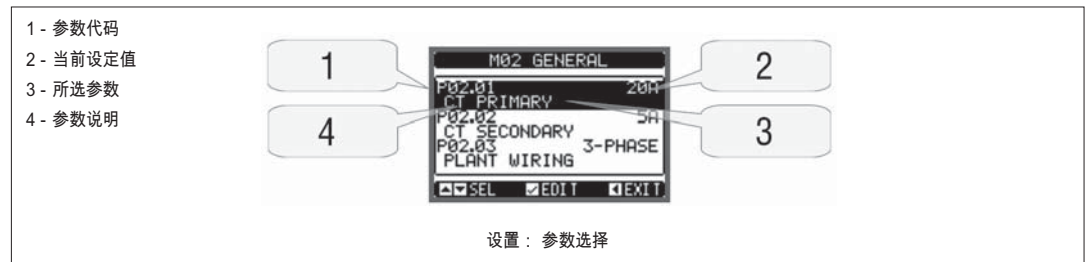 1 - 参数代码
2 - 当前设定值
3 - 所选参数
4 - 参数说明
1
2
4
3
M02 GENERAL
P02.01 20A
CT PRIMARY
P02.02 5A
CT SECONDARY
P02.03 3-PHASE
PLANT WIRING
▲▼SEL ✓EDIT ◀EXIT
设置： 参数选择